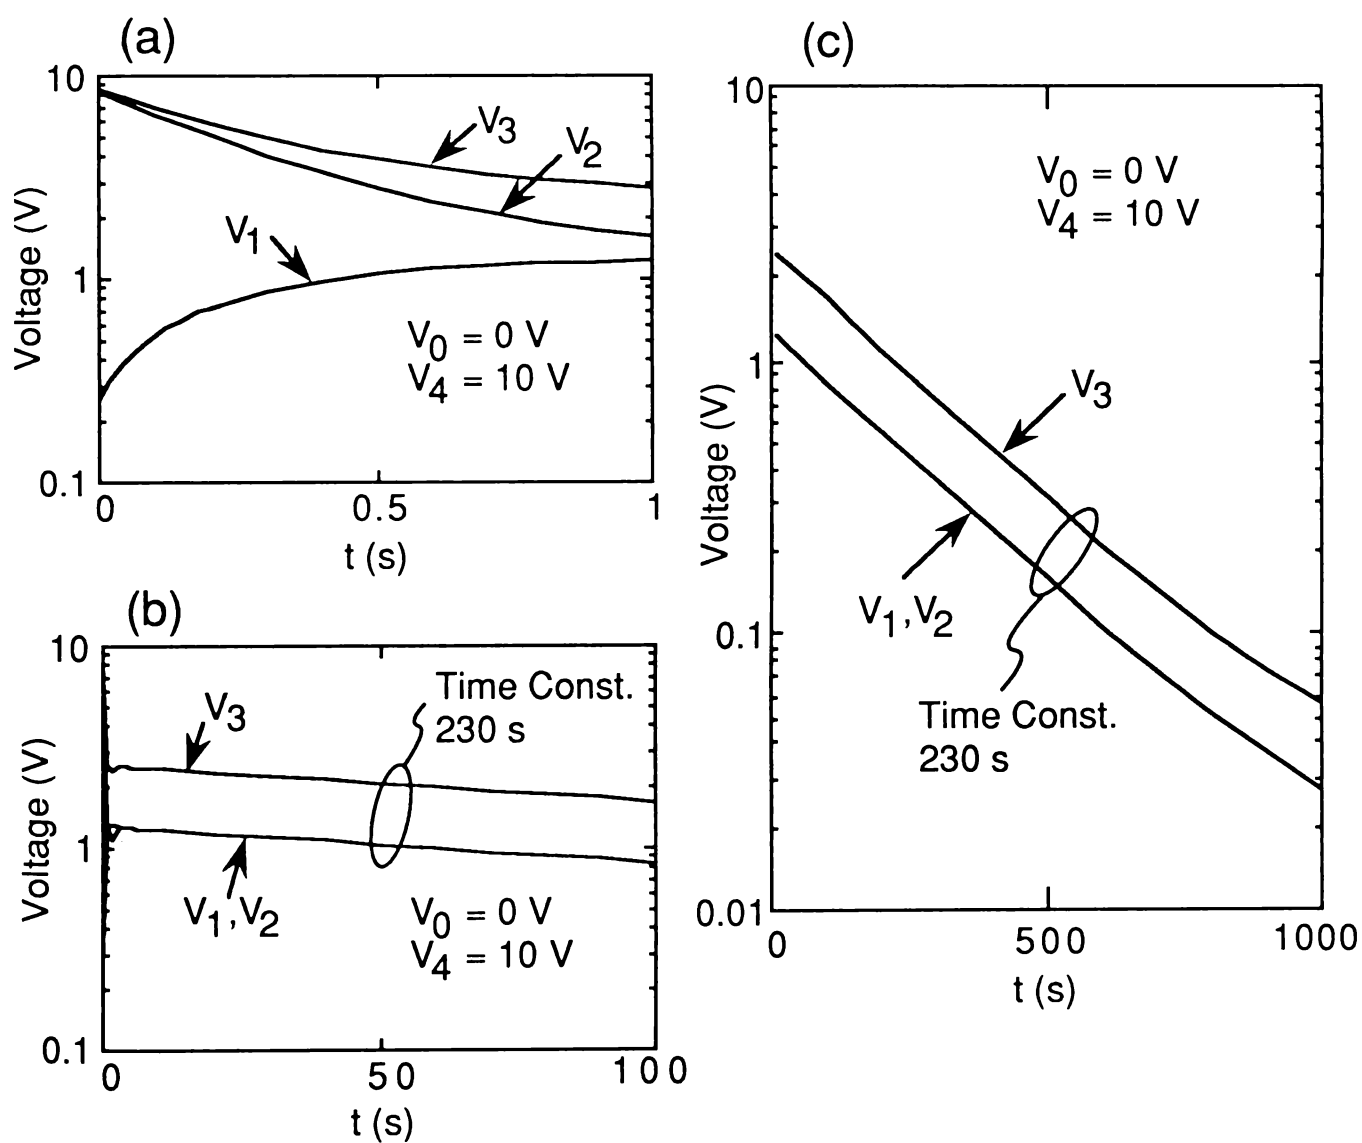 (a)
10
1
0.1
Voltage (V)
V3
V2
V1
V0 = 0 V
V4 = 10 V
0
0.5
1
t (s)
(b)
10
1
0.1
Voltage (V)
V3
Time Const.
230 s
V1,V2
V0 = 0 V
V4 = 10 V
0
50
100
t (s)
(c)
10
1
0.1
0.01
Voltage (V)
V0 = 0 V
V4 = 10 V
V3
V1,V2
Time Const.
230 s
0
500
1000
t (s)